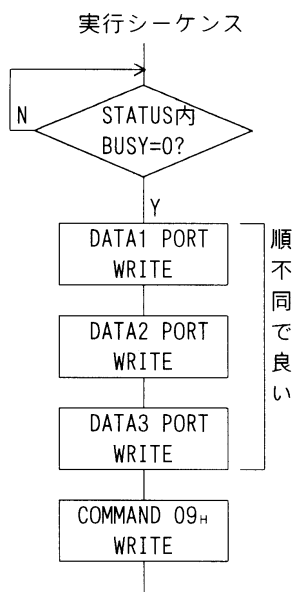 実行シーケンス
N
STATUS内
BUSY=0?
Y
DATA1 PORT
WRITE
DATA2 PORT
WRITE
DATA3 PORT
WRITE
順不同で良い
COMMAND 09H
WRITE